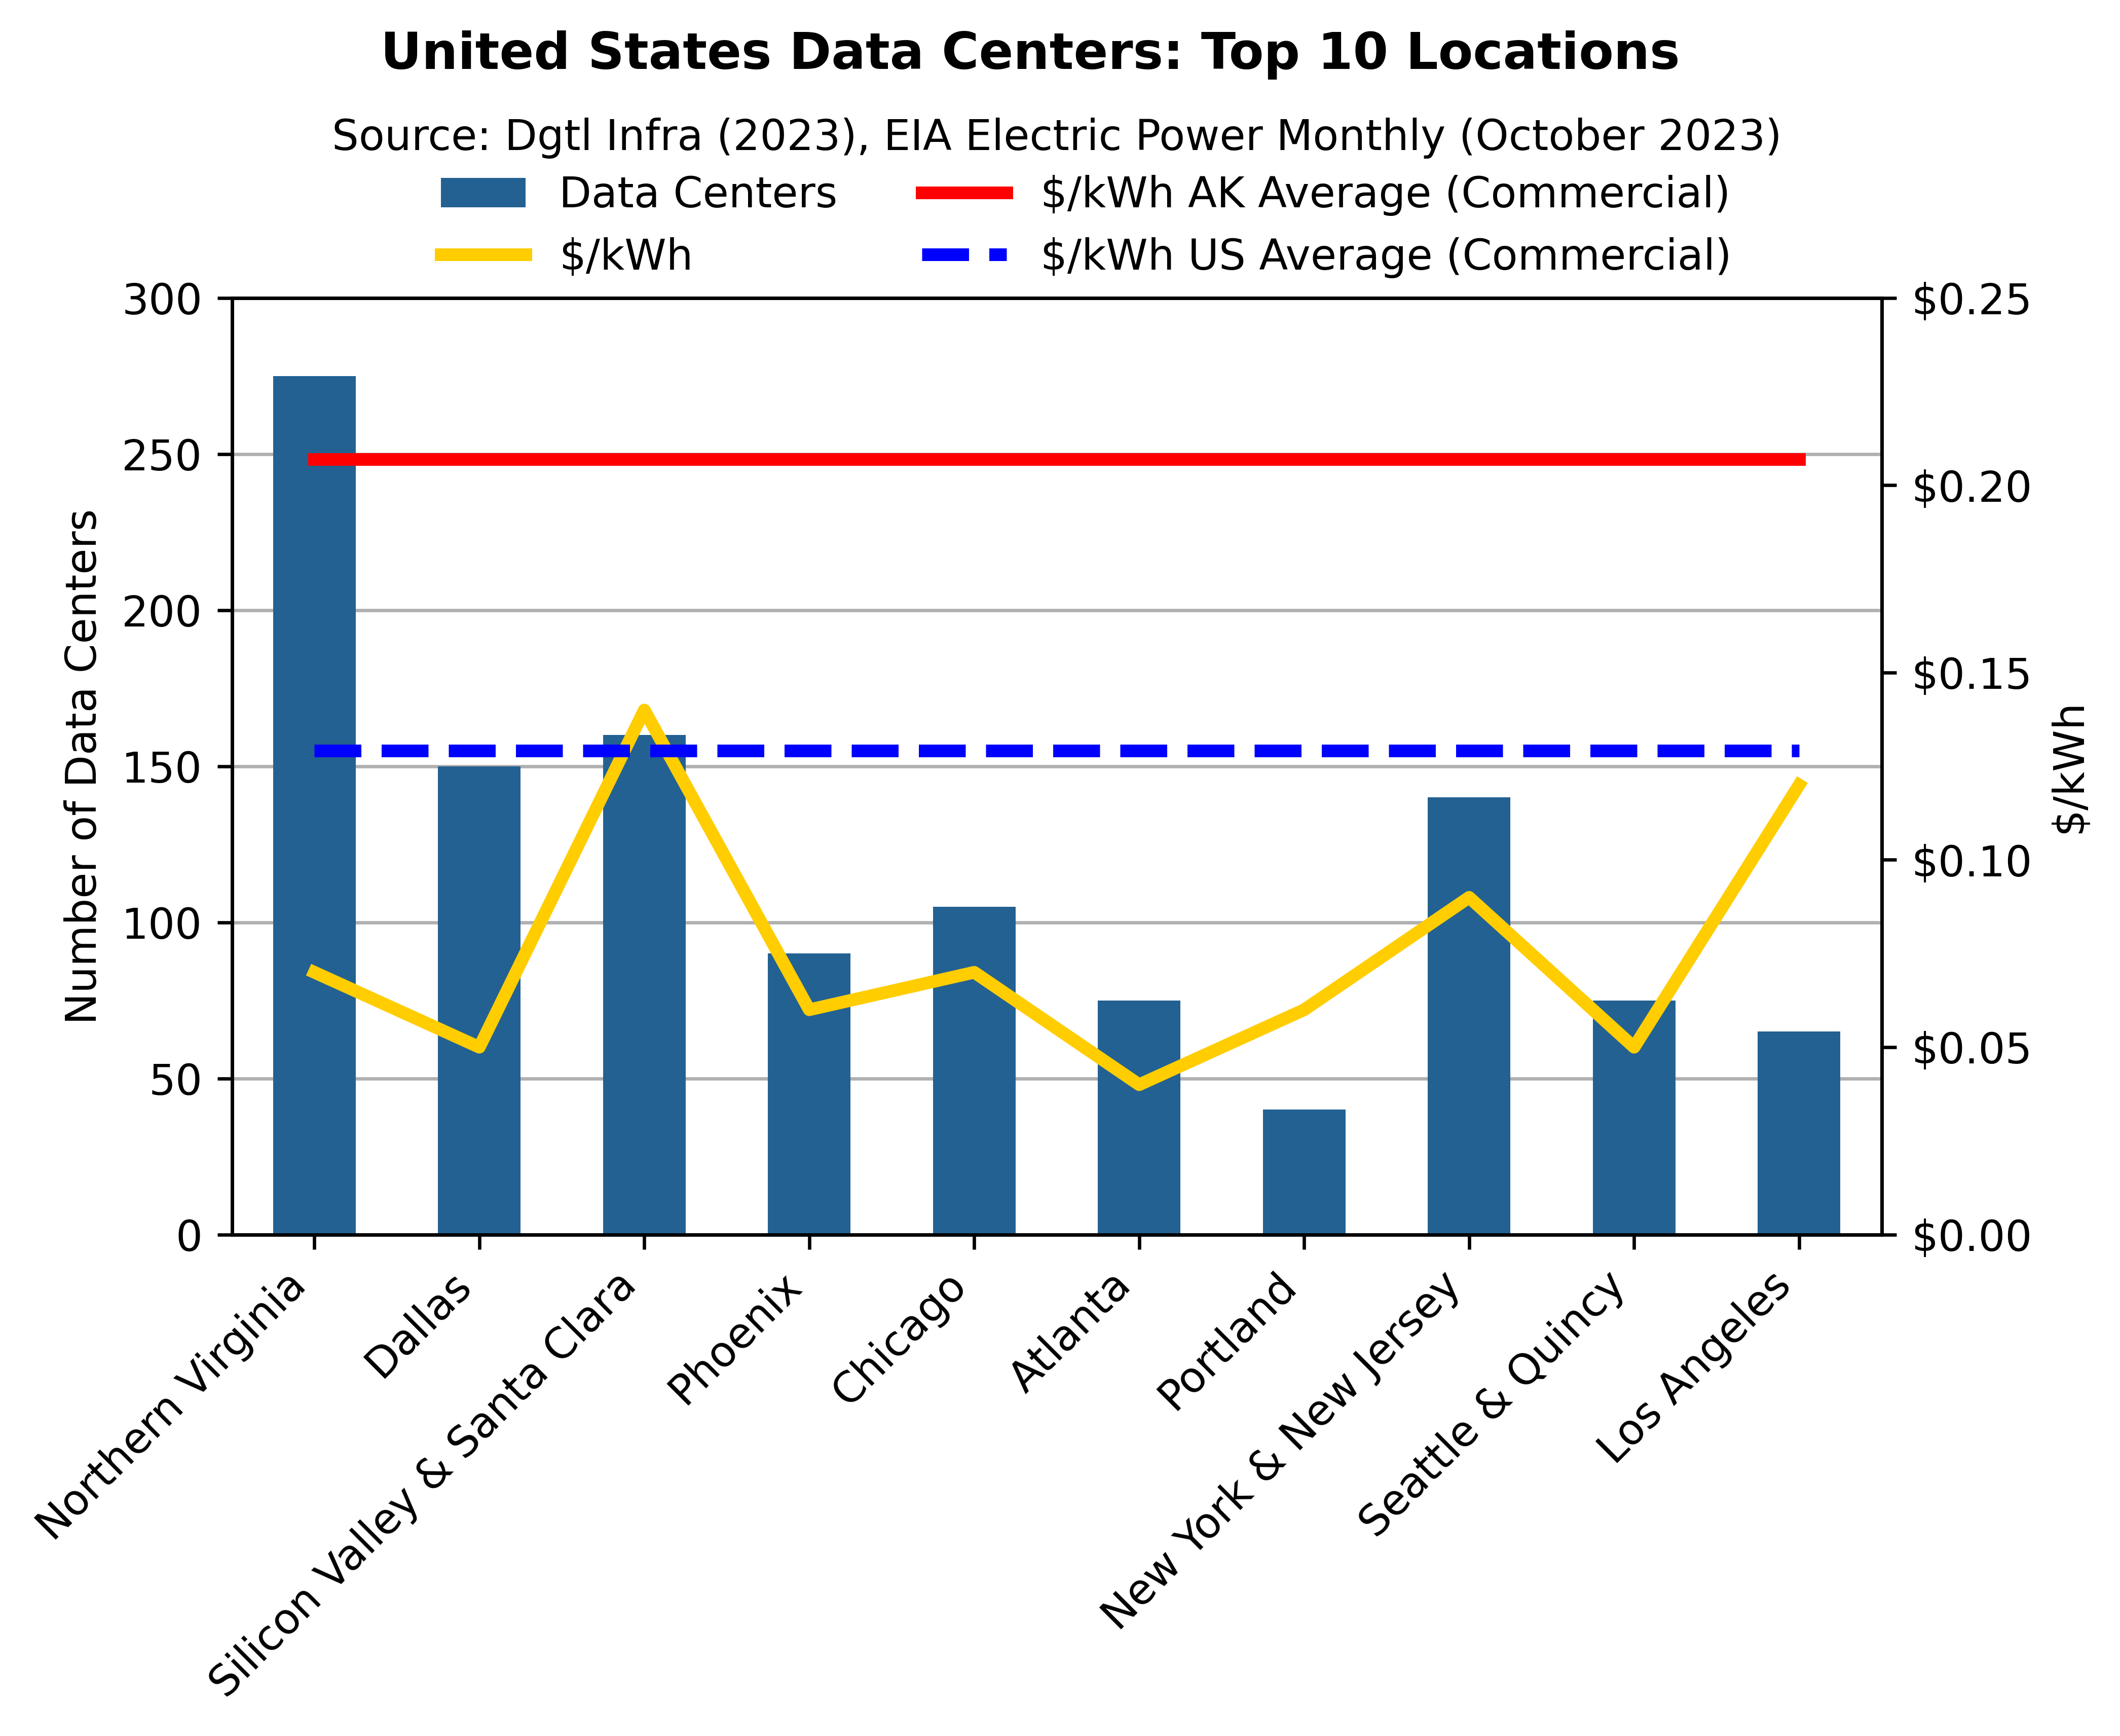 United States Data Centers: Top 10 Locations
Source: Dgtl Infra (2023), EIA Electric Power Monthly (October 2023)
Data Centers
$/kWh
$/kWh AK Average (Commercial)
$/kWh US Average (Commercial)
Number of Data Centers
300
250
200
150
100
50
0
$0.25
$0.20
$0.15
$0.10
$0.05
$0.00
$/kWh
Northern Virginia
Dallas
Silicon Valley & Santa Clara
Phoenix
Chicago
Atlanta
Portland
New York & New Jersey
Seattle & Quincy
Los Angeles